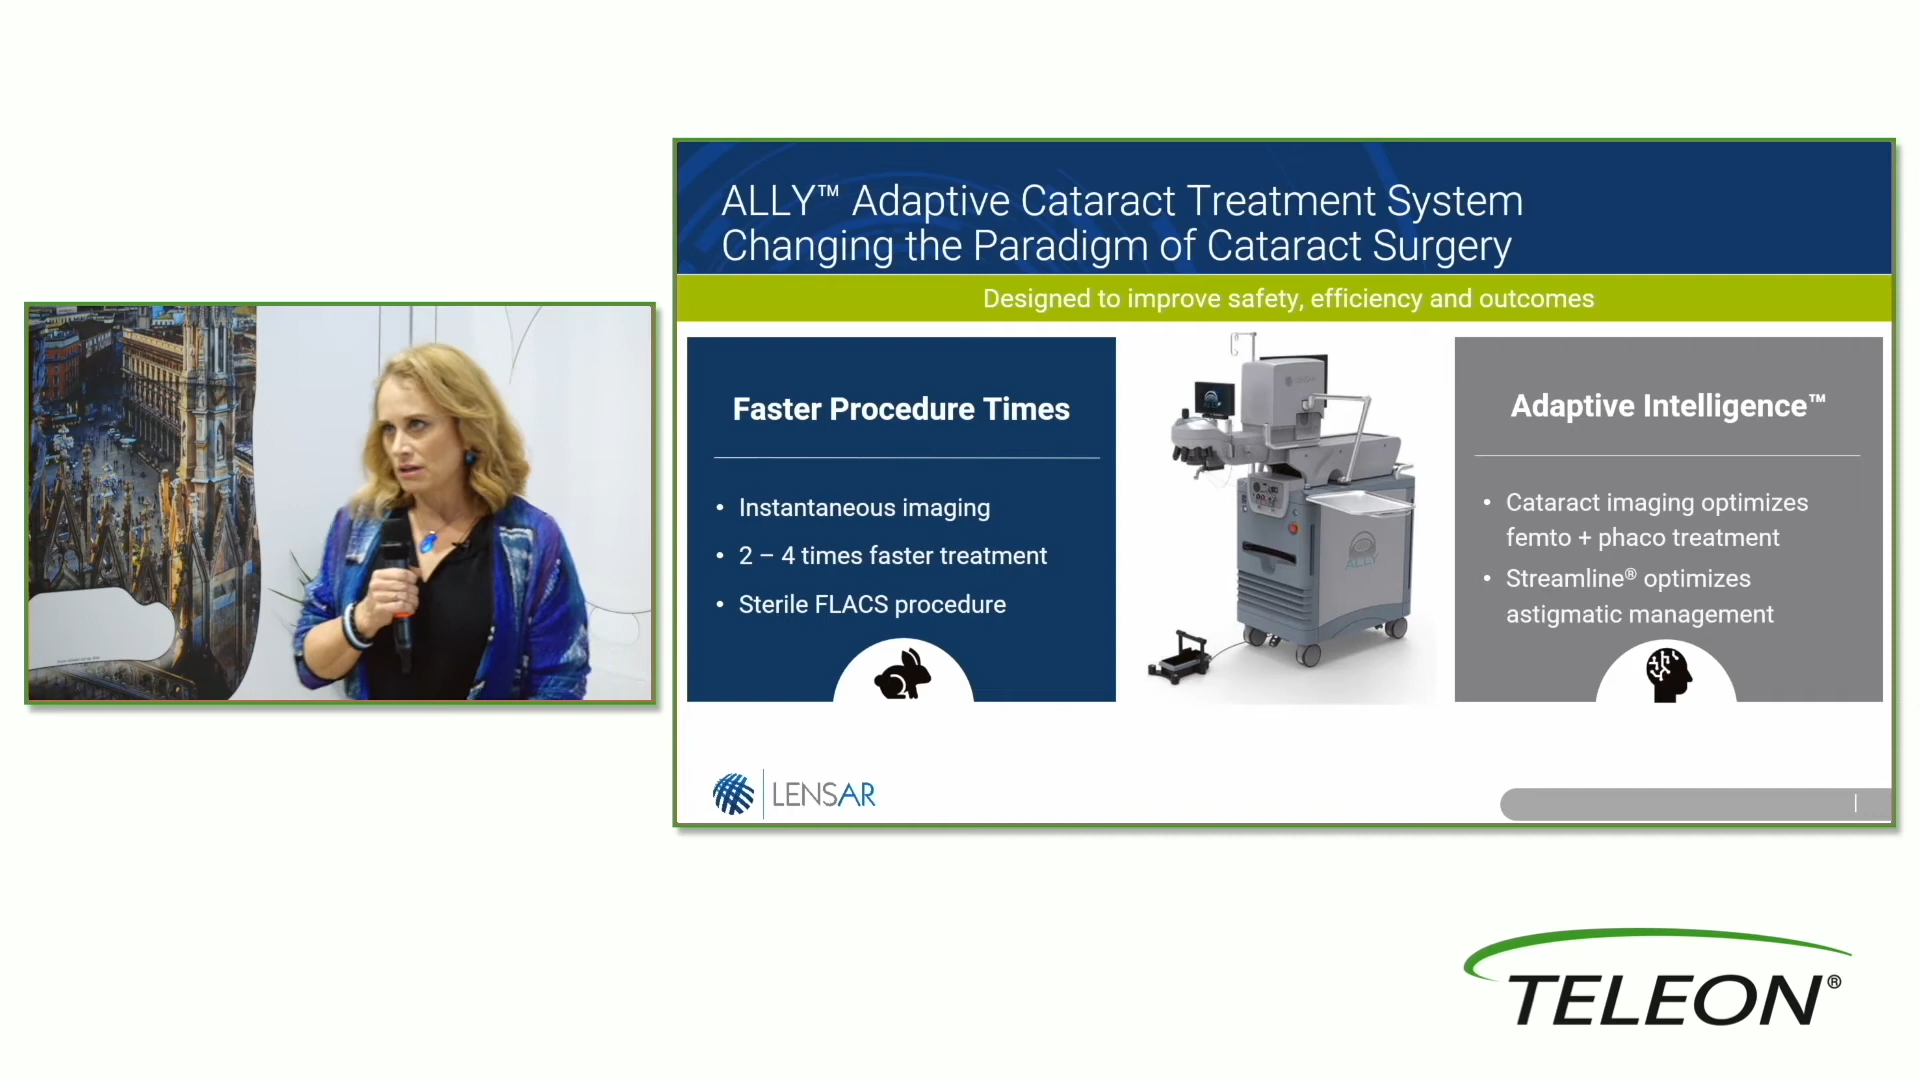 ALLY™ Adaptive Cataract Treatment System
Changing the Paradigm of Cataract Surgery
Designed to improve safety, efficiency and outcomes
Faster Procedure Times
• Instantaneous imaging
• 2 – 4 times faster treatment
• Sterile FLACS procedure
ALLY
Adaptive Intelligence™
• Cataract imaging optimizes
femto + phaco treatment
• Streamline® optimizes
astigmatic management
LENSAR
TELEON®